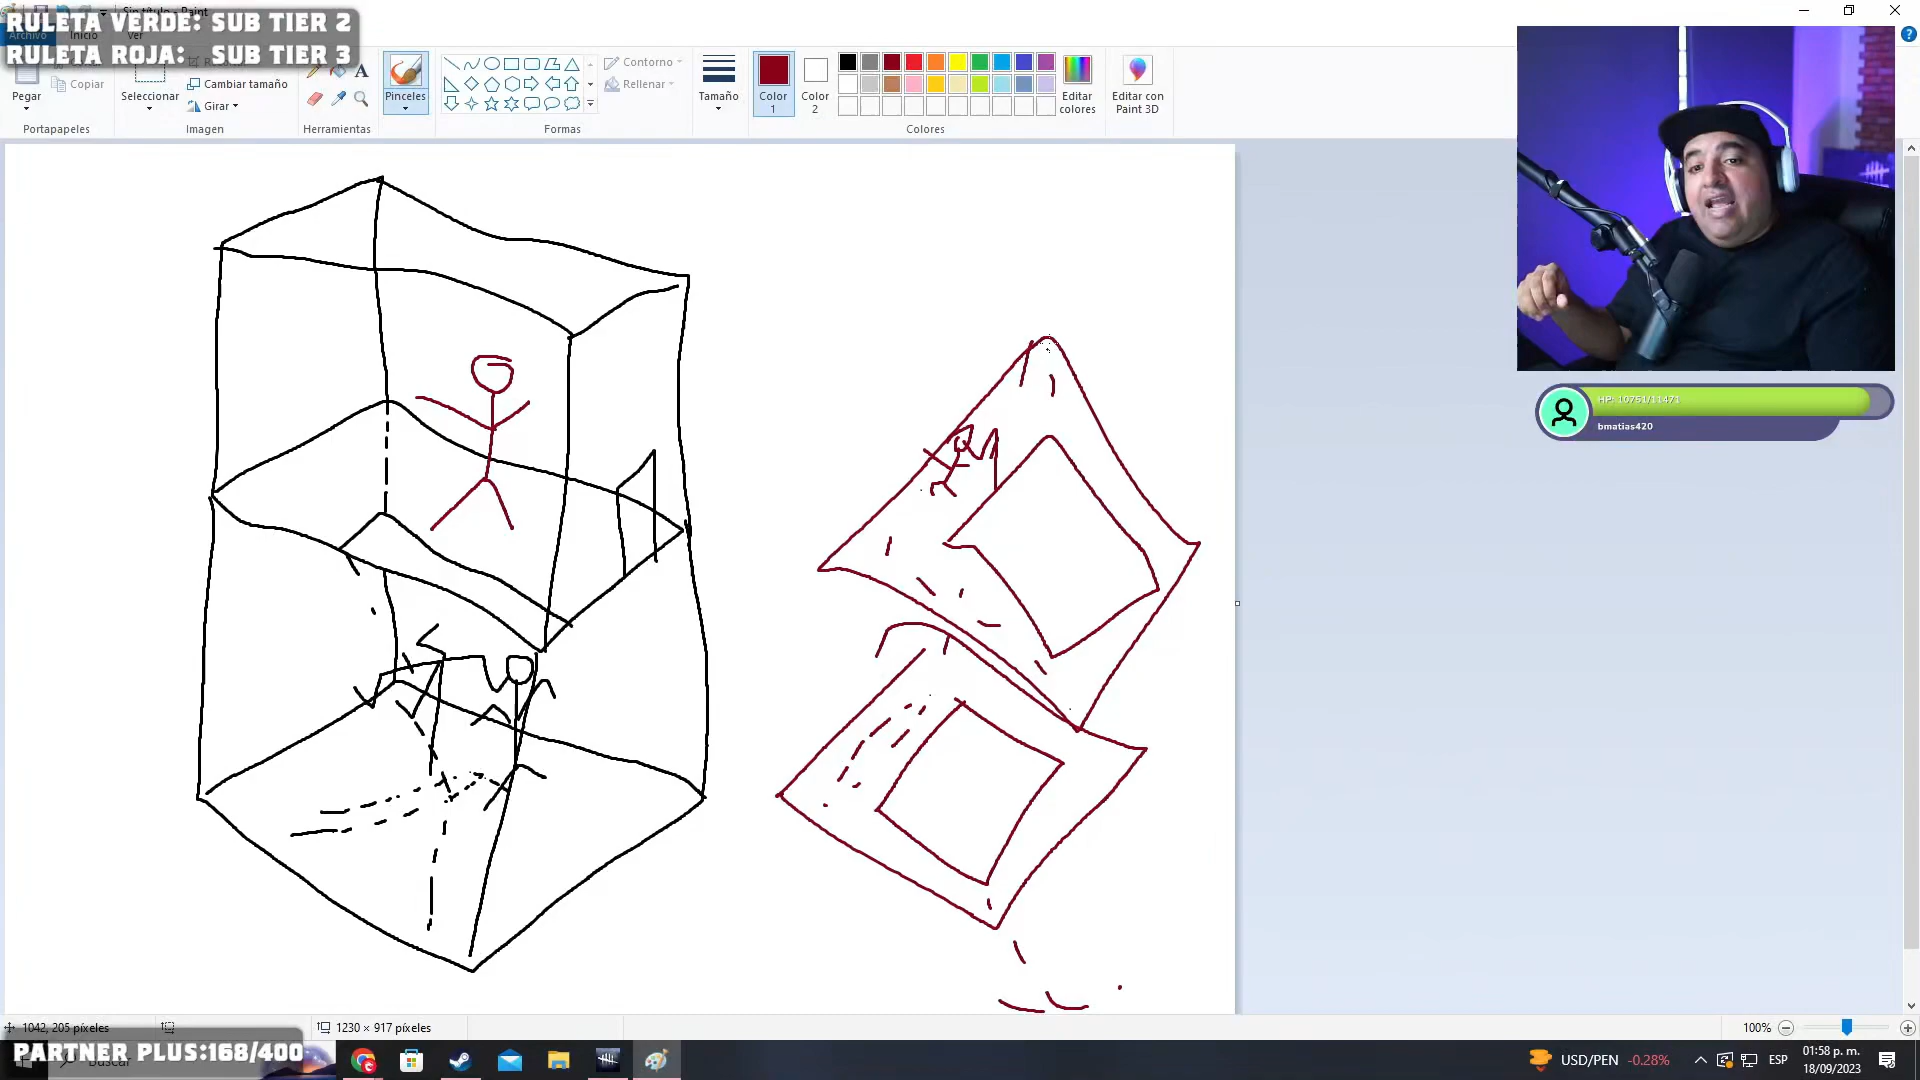 RULETA VERDE: SUB TIER 2
RULETA ROJA: SUB TIER 3
Pegar
Copiar
Portapapeles
Seleccionar
Cambiar tamaño
Girar
Imagen
Herramientas
Pinceles
Formas
Contorno
Rellenar
Tamaño
Color 1
Color 2
Colores
Editar colores
Editar con Paint 3D
HP: 10751/11471
bmatias420
1042, 205 píxeles
1230 × 917 píxeles
100%
PARTNER PLUS:168/400
USD/PEN -0.28%
ESP
01:58 p. m.
18/09/2023